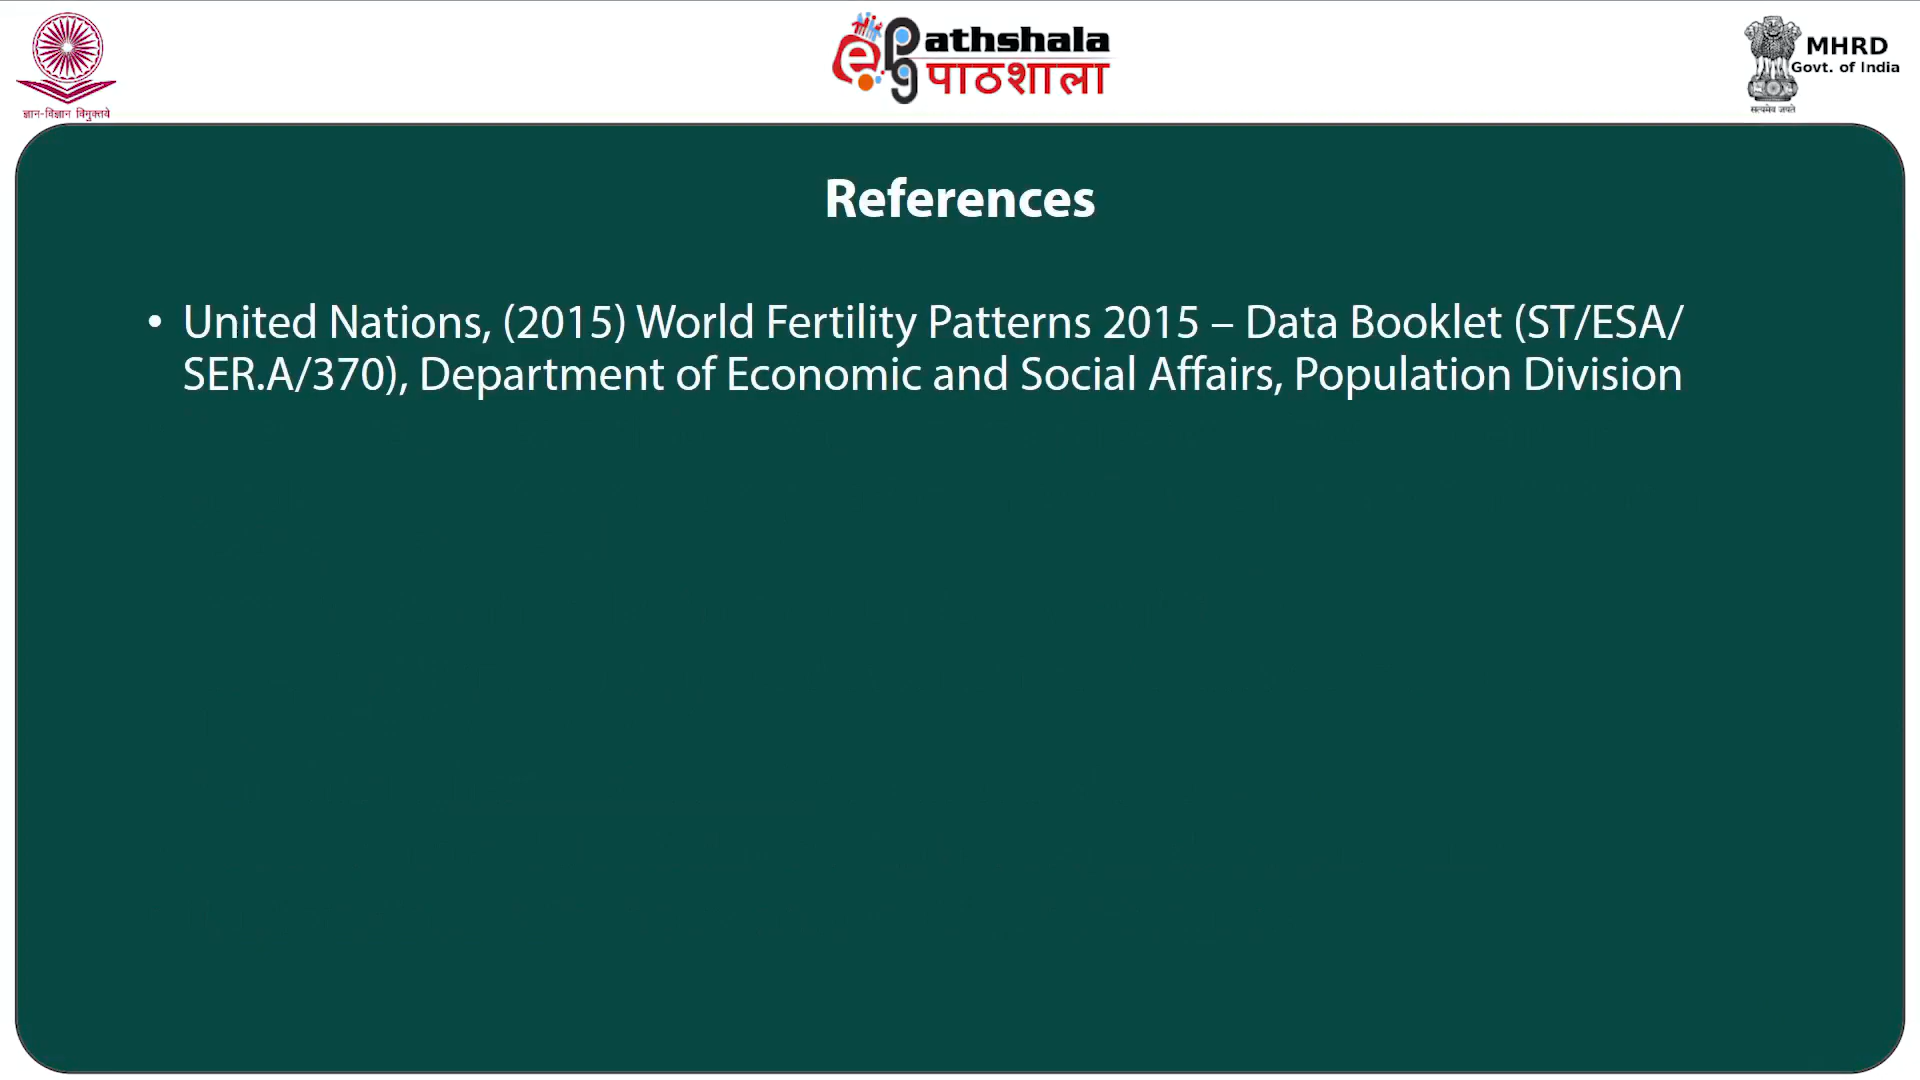 ज्ञान-विज्ञान विमुक्तये
e
pg
athshala
पाठशाला
सत्यमेव जयते
MHRD
Govt. of India
References
• United Nations, (2015) World Fertility Patterns 2015 – Data Booklet (ST/ESA/
SER.A/370), Department of Economic and Social Affairs, Population Division